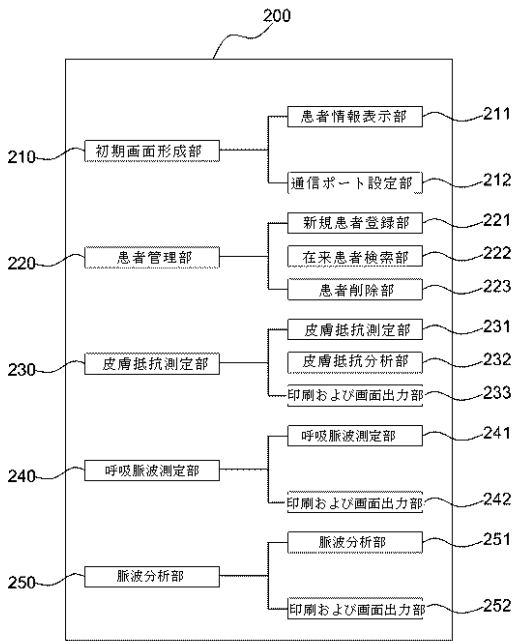 200
患者情報表示部 211
210 初期画面形成部
通信ポート設定部 212
新規患者登録部 221
220 患者管理部 在来患者検索部 222
患者削除部 223
皮膚抵抗測定部 231
230 皮膚抵抗測定部 皮膚抵抗分析部 232
印刷および画面出力部 233
呼吸脈波測定部 241
240 呼吸脈波測定部
印刷および画面出力部 242
脈波分析部 251
250 脈波分析部
印刷および画面出力部 252